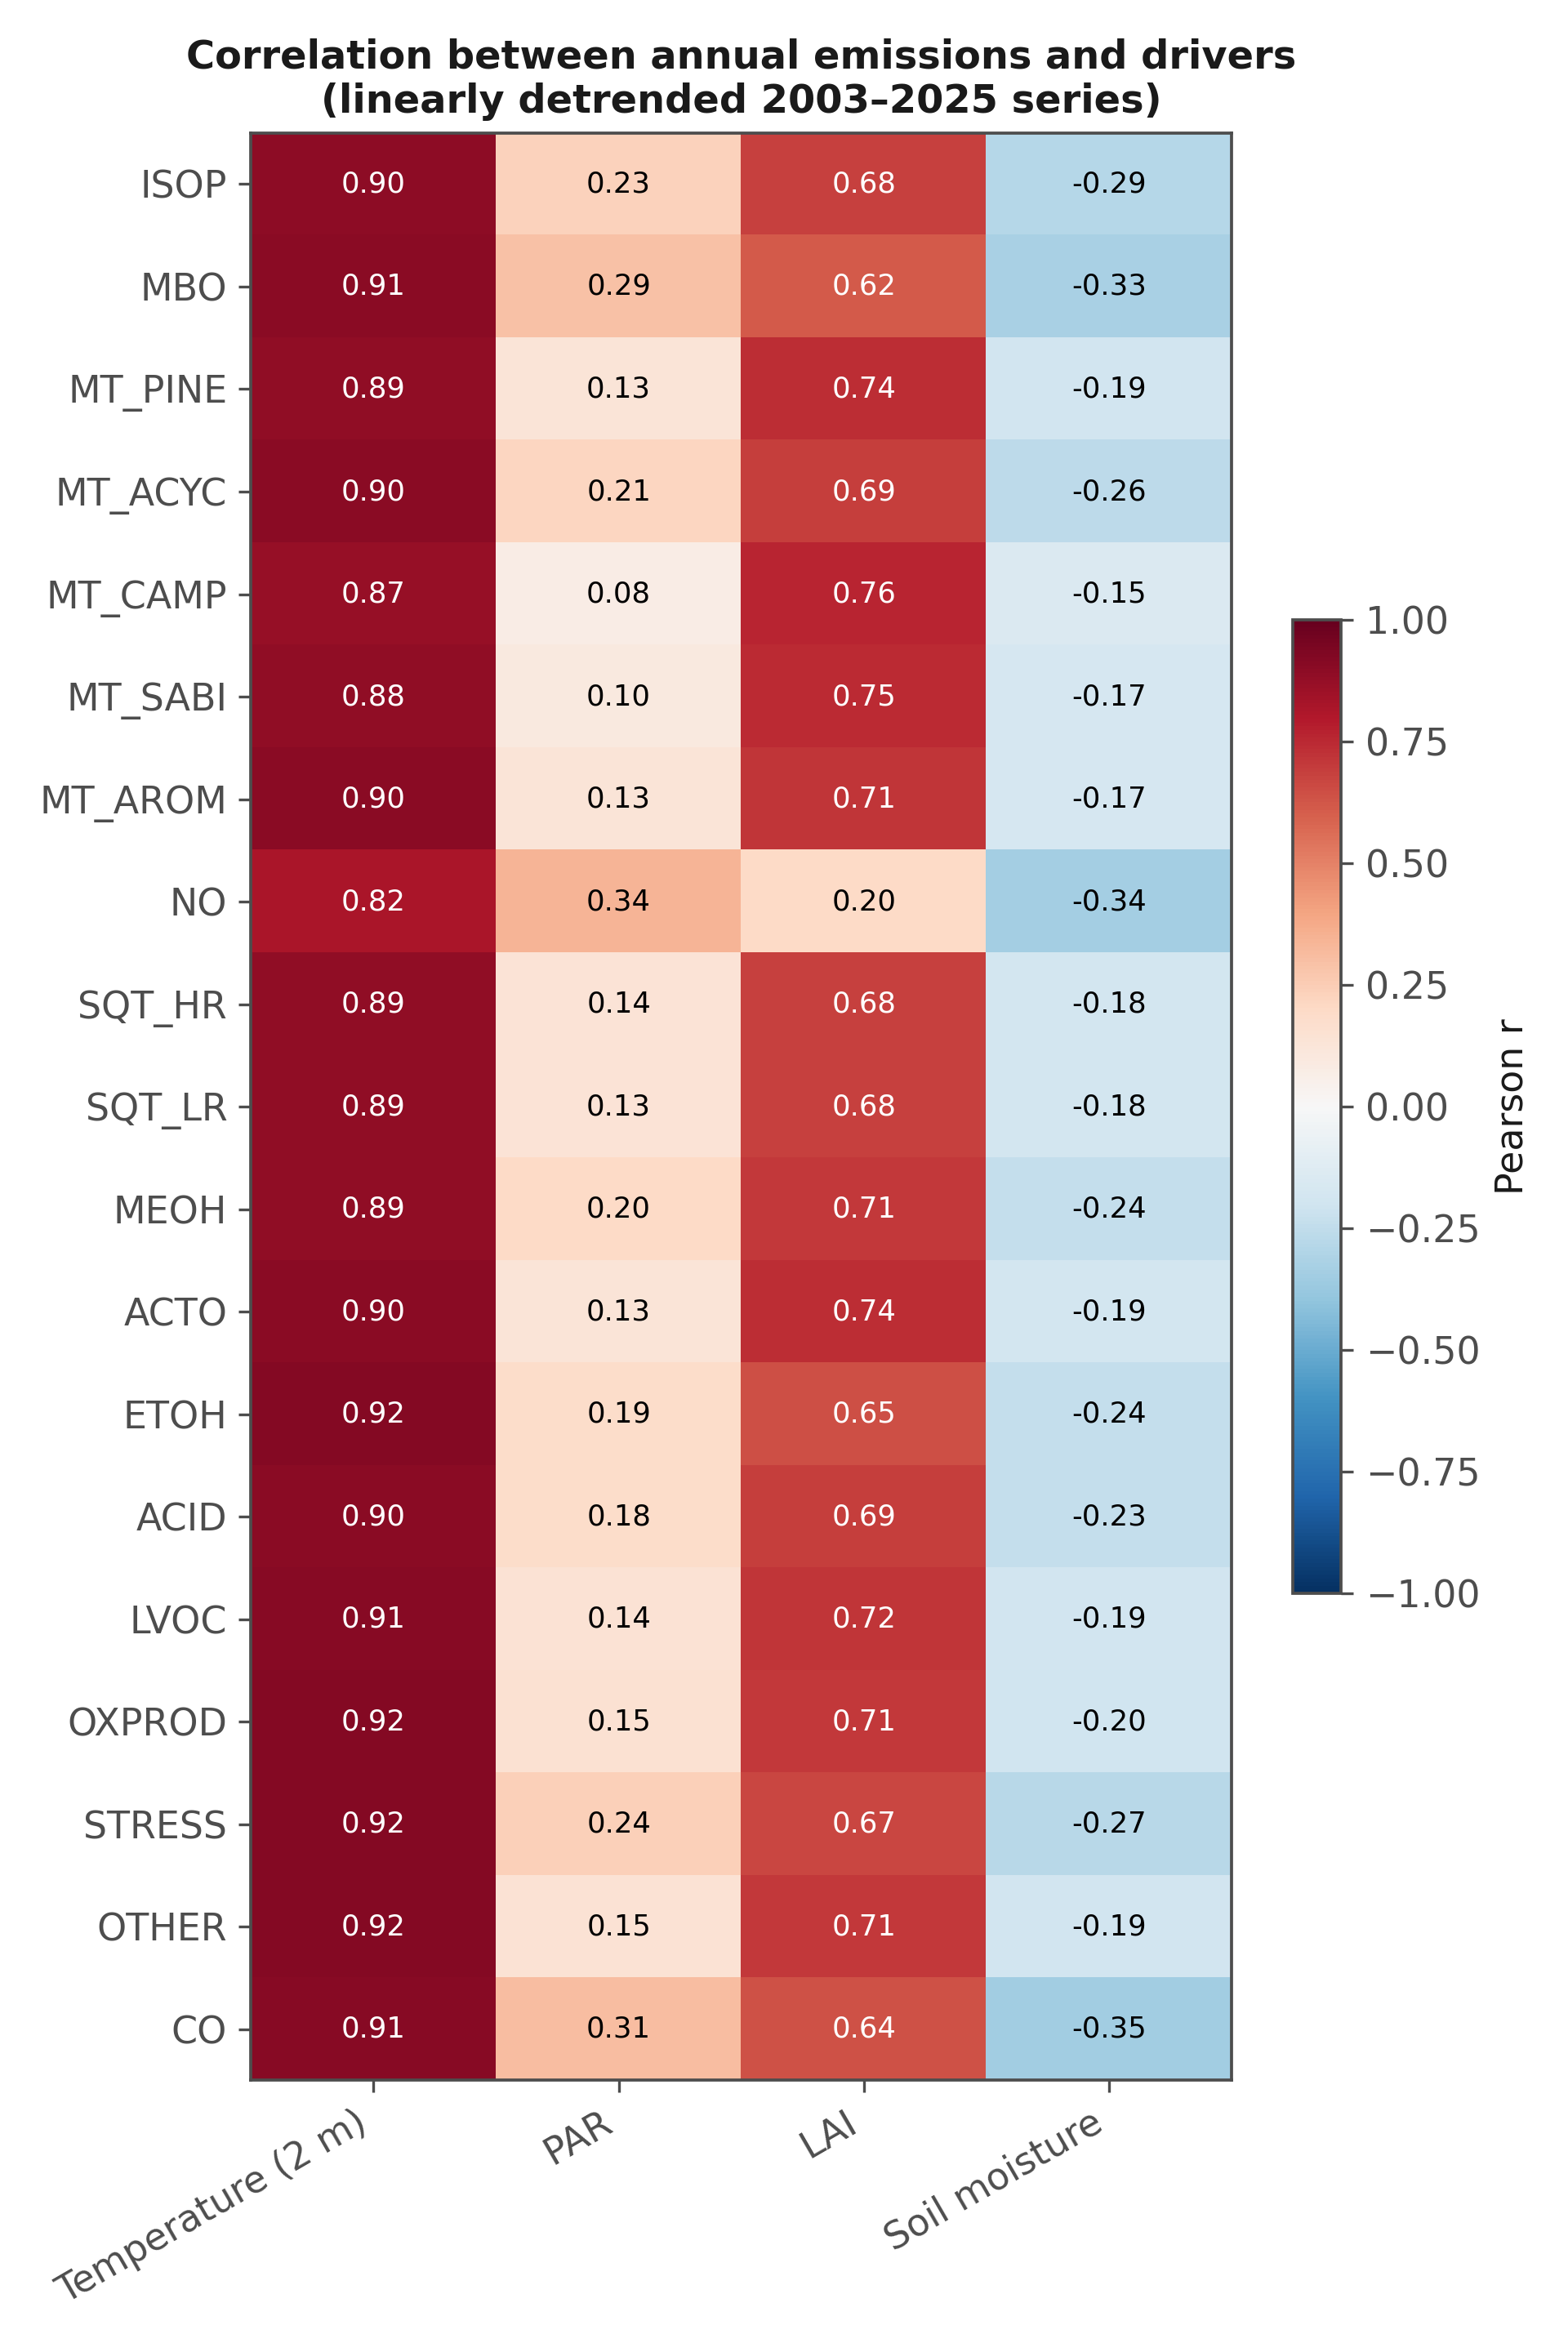 Correlation between annual emissions and drivers
(linearly detrended 2003–2025 series)
ISOP 0.90 0.23 0.68 -0.29
MBO 0.91 0.29 0.62 -0.33
MT_PINE 0.89 0.13 0.74 -0.19
MT_ACYC 0.90 0.21 0.69 -0.26
MT_CAMP 0.87 0.08 0.76 -0.15
MT_SABI 0.88 0.10 0.75 -0.17
MT_AROM 0.90 0.13 0.71 -0.17
NO 0.82 0.34 0.20 -0.34
SQT_HR 0.89 0.14 0.68 -0.18
SQT_LR 0.89 0.13 0.68 -0.18
MEOH 0.89 0.20 0.71 -0.24
ACTO 0.90 0.13 0.74 -0.19
ETOH 0.92 0.19 0.65 -0.24
ACID 0.90 0.18 0.69 -0.23
LVOC 0.91 0.14 0.72 -0.19
OXPROD 0.92 0.15 0.71 -0.20
STRESS 0.92 0.24 0.67 -0.27
OTHER 0.92 0.15 0.71 -0.19
CO 0.91 0.31 0.64 -0.35
Temperature (2 m) PAR LAI Soil moisture
1.00
0.75
0.50
0.25
0.00
−0.25
−0.50
−0.75
−1.00
Pearson r